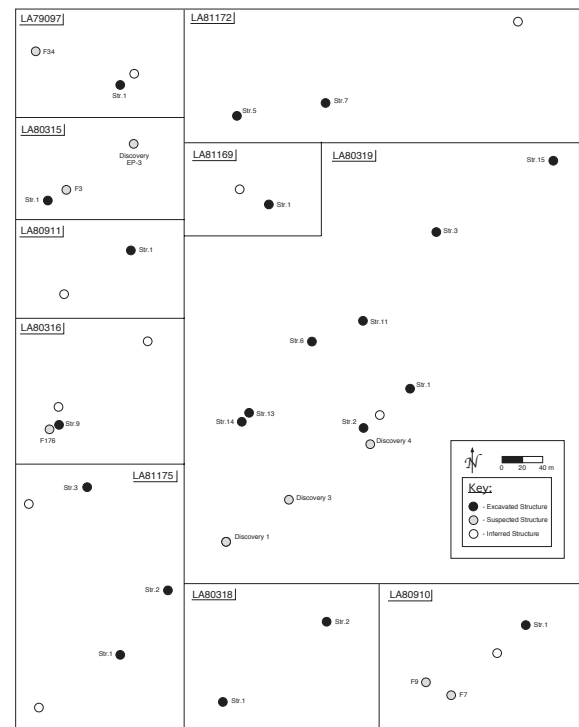 LA79097
F34
Str.1
LA81172
Str.5
Str.7
LA80315
Discovery
EP-3
F3
Str.1
LA81169
Str.1
LA80319
Str.15
Str.3
Str.11
Str.6
Str.1
Str.13
Str.14
Str.2
Discovery 4
Discovery 3
Discovery 1
LA80911
Str.1
LA80316
Str.9
F176
LA81175
Str.3
Str.2
Str.1
LA80318
Str.2
Str.1
LA80910
Str.1
F9
F7
N
0 20 40 m
Key:
- Excavated Structure
- Suspected Structure
- Inferred Structure